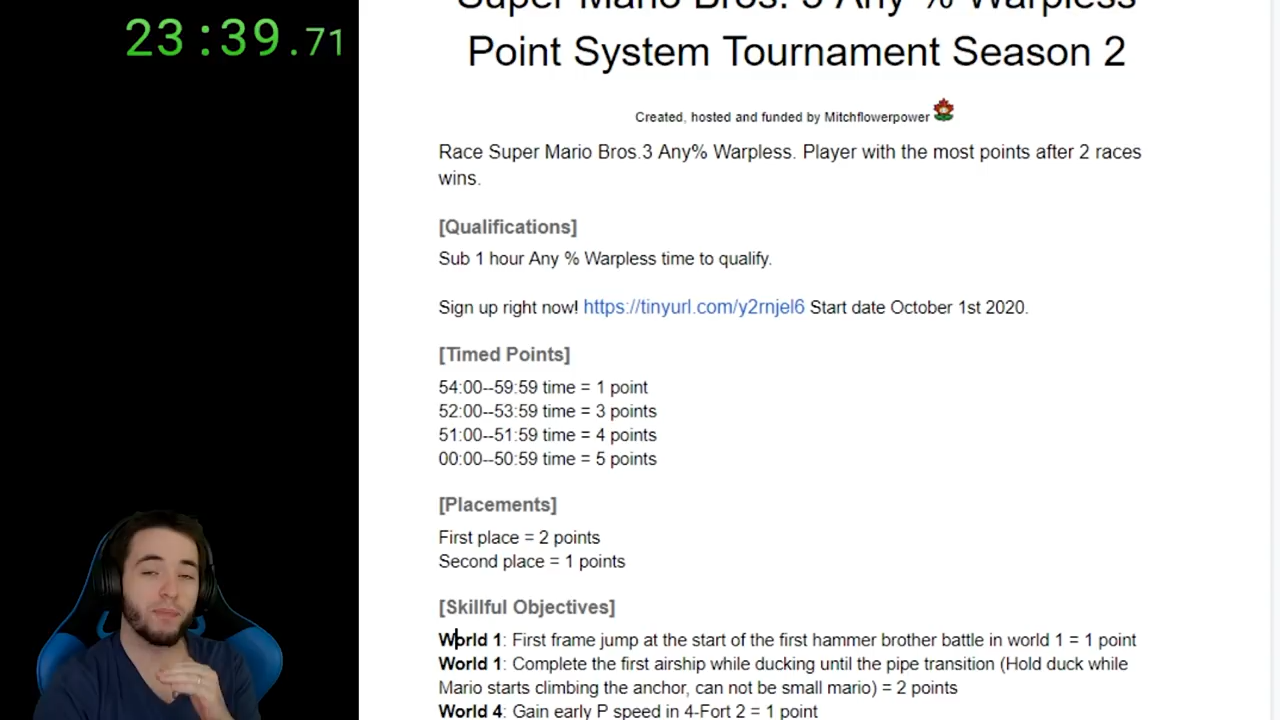 23:39.71
Super Mario Bros. 3 Any % Warpless
Point System Tournament Season 2
Created, hosted and funded by Mitchflowerpower
Race Super Mario Bros.3 Any% Warpless. Player with the most points after 2 races
wins.
[Qualifications]
Sub 1 hour Any % Warpless time to qualify.
Sign up right now! https://tinyurl.com/y2rnjel6 Start date October 1st 2020.
[Timed Points]
54:00--59:59 time = 1 point
52:00--53:59 time = 3 points
51:00--51:59 time = 4 points
00:00--50:59 time = 5 points
[Placements]
First place = 2 points
Second place = 1 points
[Skillful Objectives]
World 1: First frame jump at the start of the first hammer brother battle in world 1 = 1 point
World 1: Complete the first airship while ducking until the pipe transition (Hold duck while
Mario starts climbing the anchor, can not be small mario) = 2 points
World 4: Gain early P speed in 4-Fort 2 = 1 point